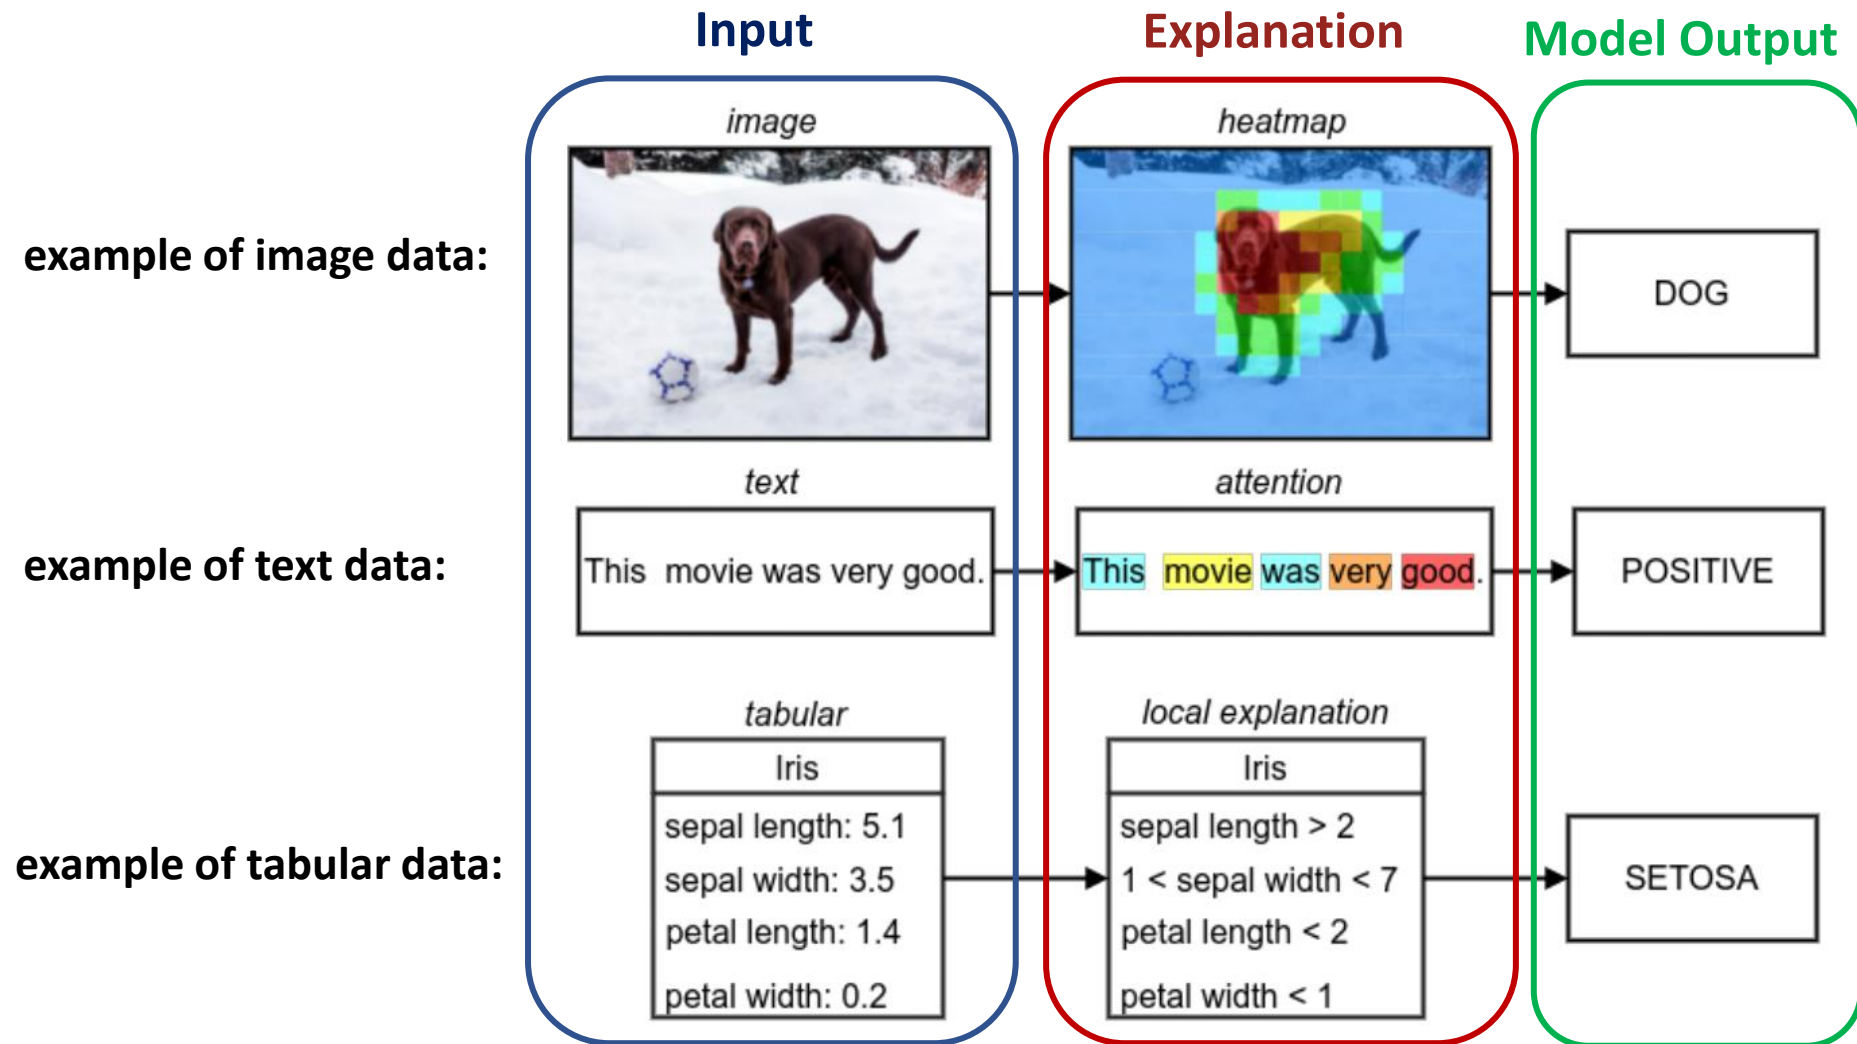 Input
Explanation
Model Output
example of image data:
image
heatmap
DOG
example of text data:
text
attention
This movie was very good.
This movie was very good.
POSITIVE
example of tabular data:
tabular
local explanation
Iris
sepal length: 5.1
sepal width: 3.5
petal length: 1.4
petal width: 0.2
Iris
sepal length > 2
1 < sepal width < 7
petal length < 2
petal width < 1
SETOSA